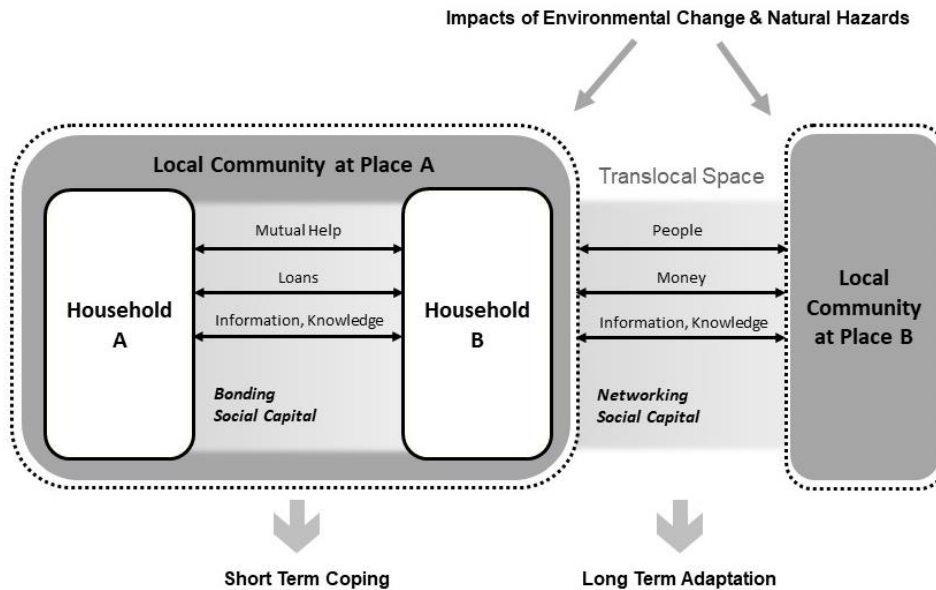 Impacts of Environmental Change & Natural Hazards
Local Community at Place A
Translocal Space
Mutual Help
People
Loans
Money
Household
A
Information, Knowledge
Household
B
Information, Knowledge
Local
Community
at Place B
Bonding
Social Capital
Networking
Social Capital
Short Term Coping
Long Term Adaptation